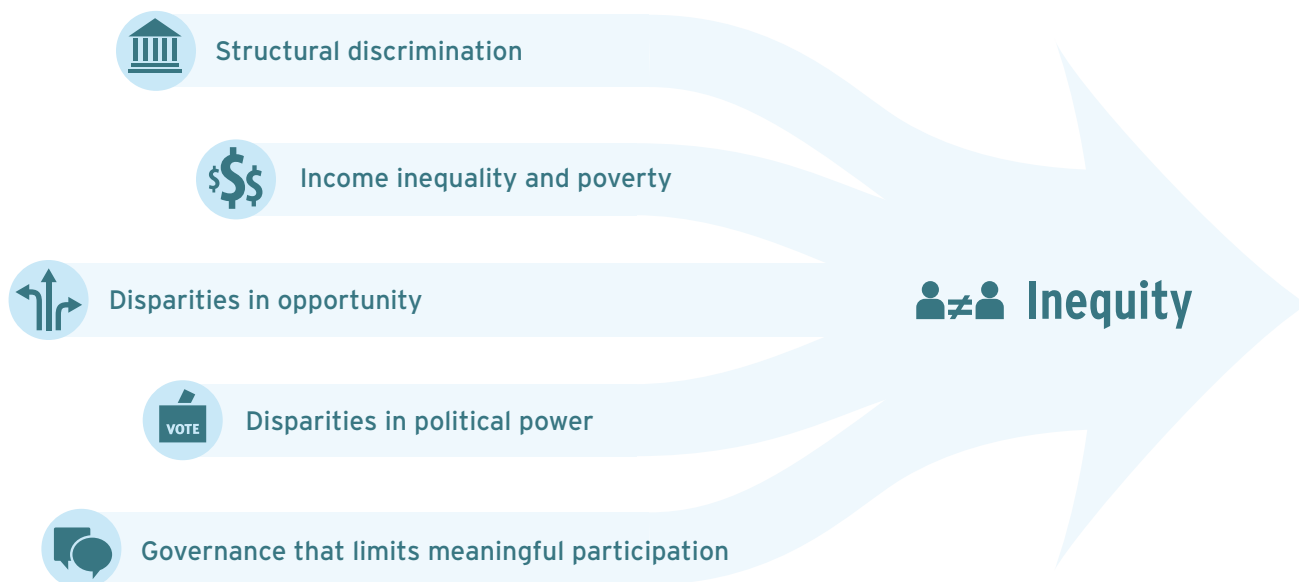 Structural discrimination
$$$ Income inequality and poverty
Disparities in opportunity
≠ Inequity
VOTE Disparities in political power
Governance that limits meaningful participation